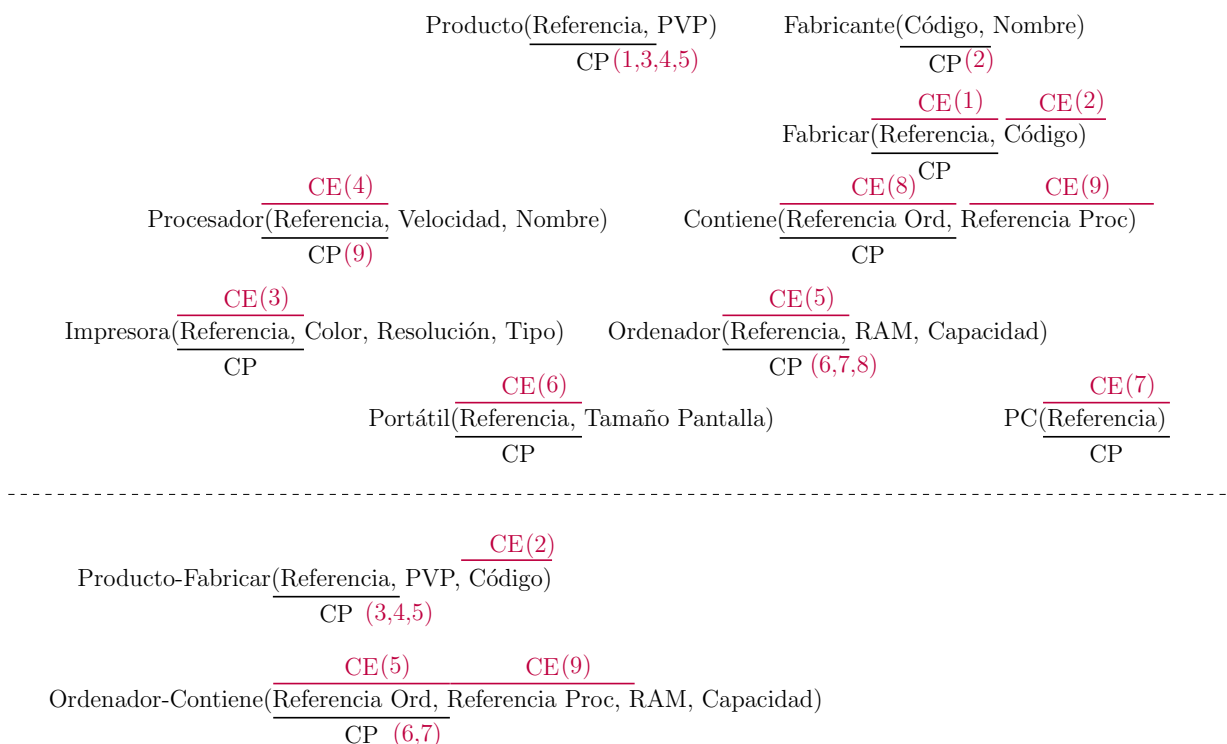 Producto(Referencia, PVP) Fabricante(Código, Nombre)
CP(1,3,4,5) CP(2)
CE(1) CE(2)
Fabricar(Referencia, Código)
CP
CE(4) CE(8) CE(9)
Procesador(Referencia, Velocidad, Nombre) Contiene(Referencia Ord, Referencia Proc)
CP(9) CP
CE(3) CE(5)
Impresora(Referencia, Color, Resolución, Tipo) Ordenador(Referencia, RAM, Capacidad)
CP CP (6,7,8)
CE(6) CE(7)
Portátil(Referencia, Tamaño Pantalla) PC(Referencia)
CP CP
CE(2)
Producto-Fabricar(Referencia, PVP, Código)
CP (3,4,5)
CE(5) CE(9)
Ordenador-Contiene(Referencia Ord, Referencia Proc, RAM, Capacidad)
CP (6,7)